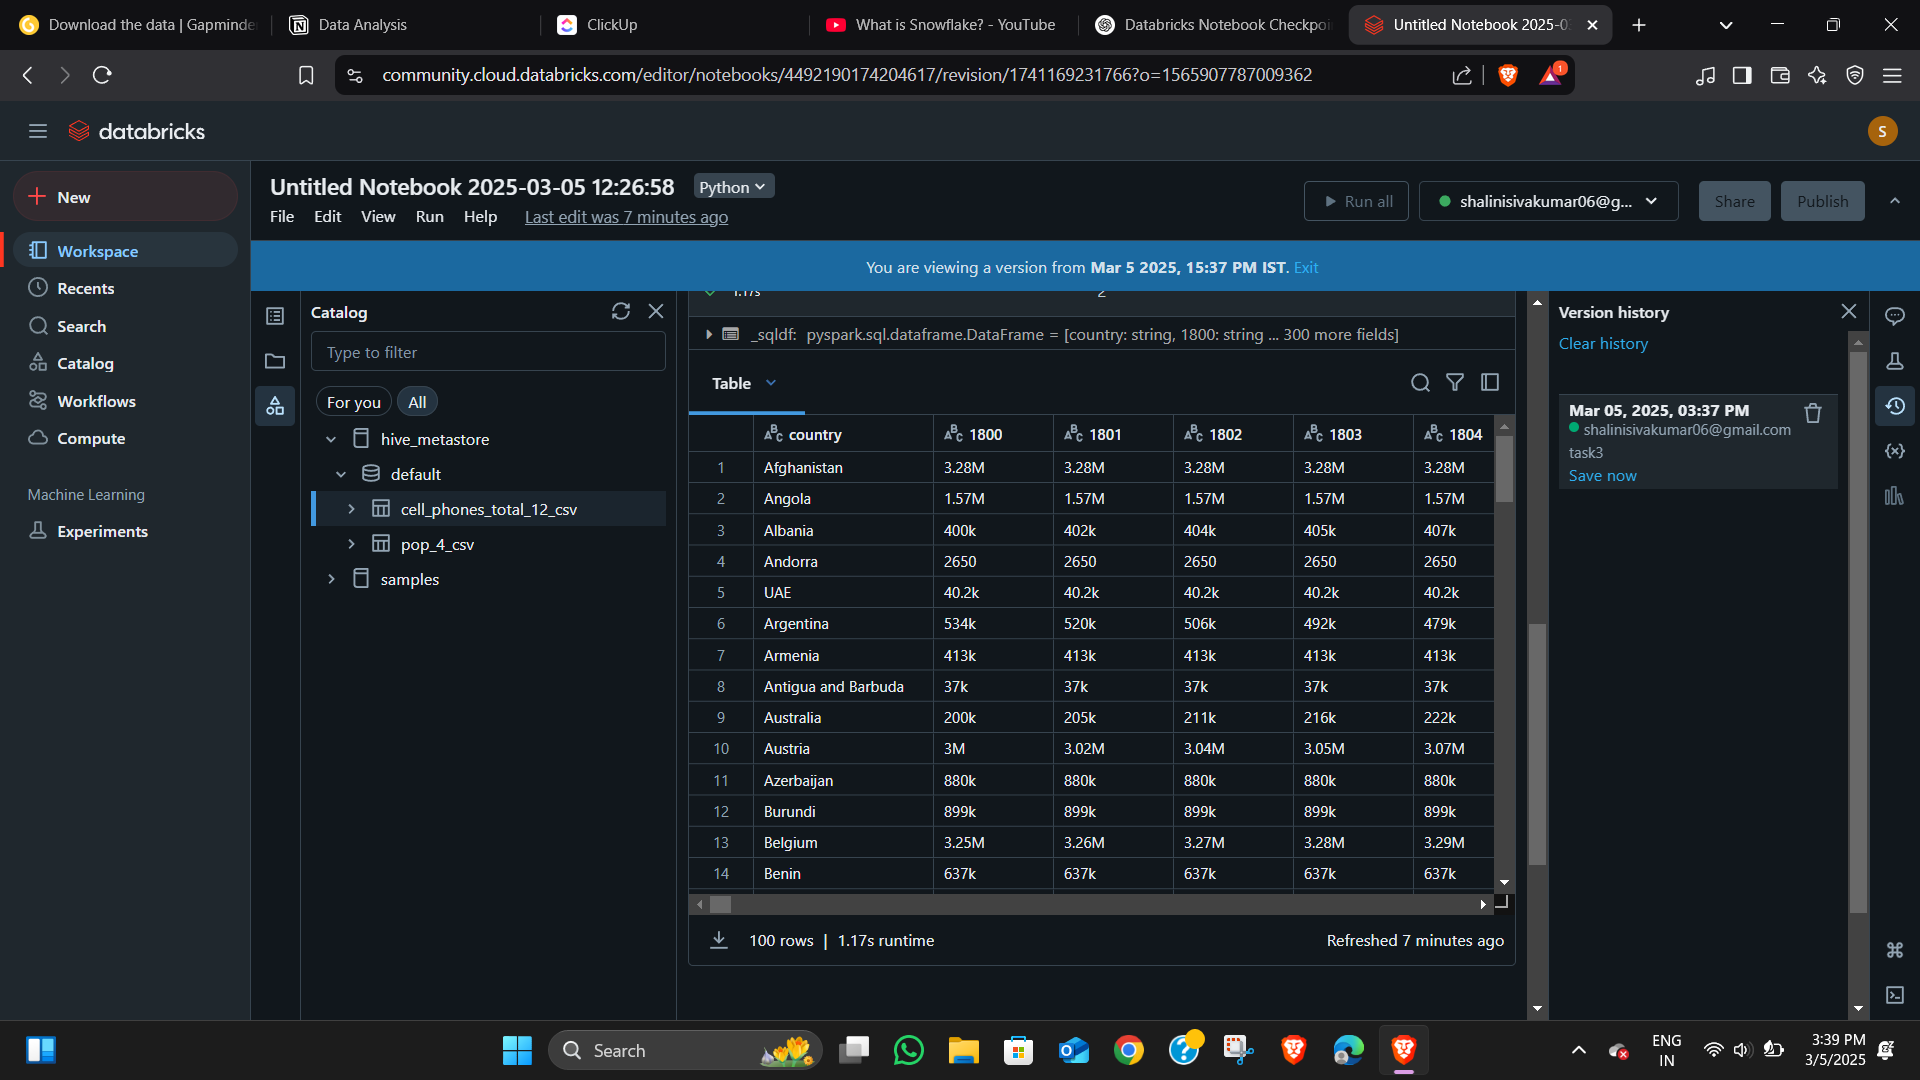 Download the data | Gapminde
Data Analysis
ClickUp
What is Snowflake? - YouTube
Databricks Notebook Checkpoi
Untitled Notebook 2025-0
community.cloud.databricks.com/editor/notebooks/4492190174204617/revision/1741169231766?o=1565907787009362
1
databricks
S
New
Workspace
Recents
Search
Catalog
Workflows
Compute
Machine Learning
Experiments
Untitled Notebook 2025-03-05 12:26:58
Python
File Edit View Run Help Last edit was 7 minutes ago
Run all
shalinisivakumar06@g...
Share
Publish
You are viewing a version from Mar 5 2025, 15:37 PM IST. Exit
Catalog
Type to filter
For you
All
hive_metastore
default
cell_phones_total_12_csv
pop_4_csv
samples
1.17s 2
_sqldf: pyspark.sql.dataframe.DataFrame = [country: string, 1800: string ... 300 more fields]
Table
country 1800 1801 1802 1803 1804
1 Afghanistan 3.28M 3.28M 3.28M 3.28M 3.28M
2 Angola 1.57M 1.57M 1.57M 1.57M 1.57M
3 Albania 400k 402k 404k 405k 407k
4 Andorra 2650 2650 2650 2650 2650
5 UAE 40.2k 40.2k 40.2k 40.2k 40.2k
6 Argentina 534k 520k 506k 492k 479k
7 Armenia 413k 413k 413k 413k 413k
8 Antigua and Barbuda 37k 37k 37k 37k 37k
9 Australia 200k 205k 211k 216k 222k
10 Austria 3M 3.02M 3.04M 3.05M 3.07M
11 Azerbaijan 880k 880k 880k 880k 880k
12 Burundi 899k 899k 899k 899k 899k
13 Belgium 3.25M 3.26M 3.27M 3.28M 3.29M
14 Benin 637k 637k 637k 637k 637k
100 rows | 1.17s runtime
Refreshed 7 minutes ago
Version history
Clear history
Mar 05, 2025, 03:37 PM
shalinisivakumar06@gmail.com
task3
Save now
Search
ENG
IN
3:39 PM
3/5/2025